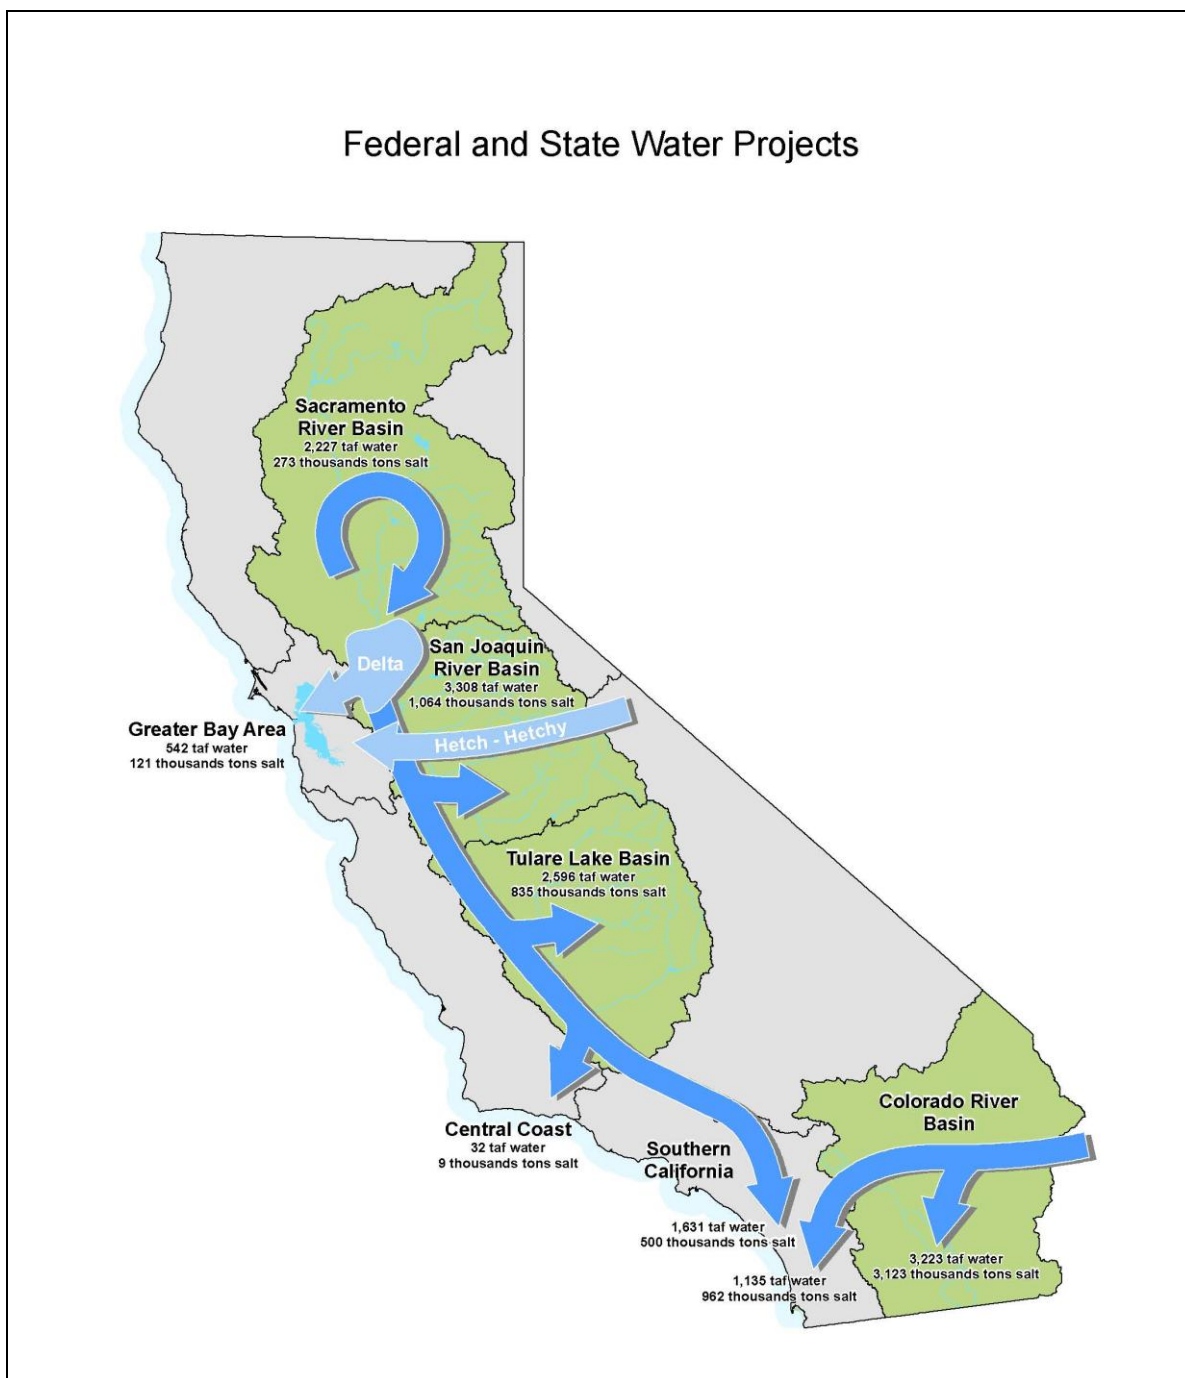 Federal and State Water Projects
Sacramento
River Basin
2,227 taf water
273 thousands tons salt
Delta
San Joaquin
River Basin
3,308 taf water
1,064 thousands tons salt
Greater Bay Area
542 taf water
121 thousands tons salt
Hetch - Hetchy
Tulare Lake Basin
2,596 taf water
835 thousands tons salt
Central Coast
32 taf water
9 thousands tons salt
Southern
California
1,631 taf water
500 thousands tons salt
1,135 taf water
962 thousands tons salt
Colorado River
Basin
3,223 taf water
3,123 thousands tons salt